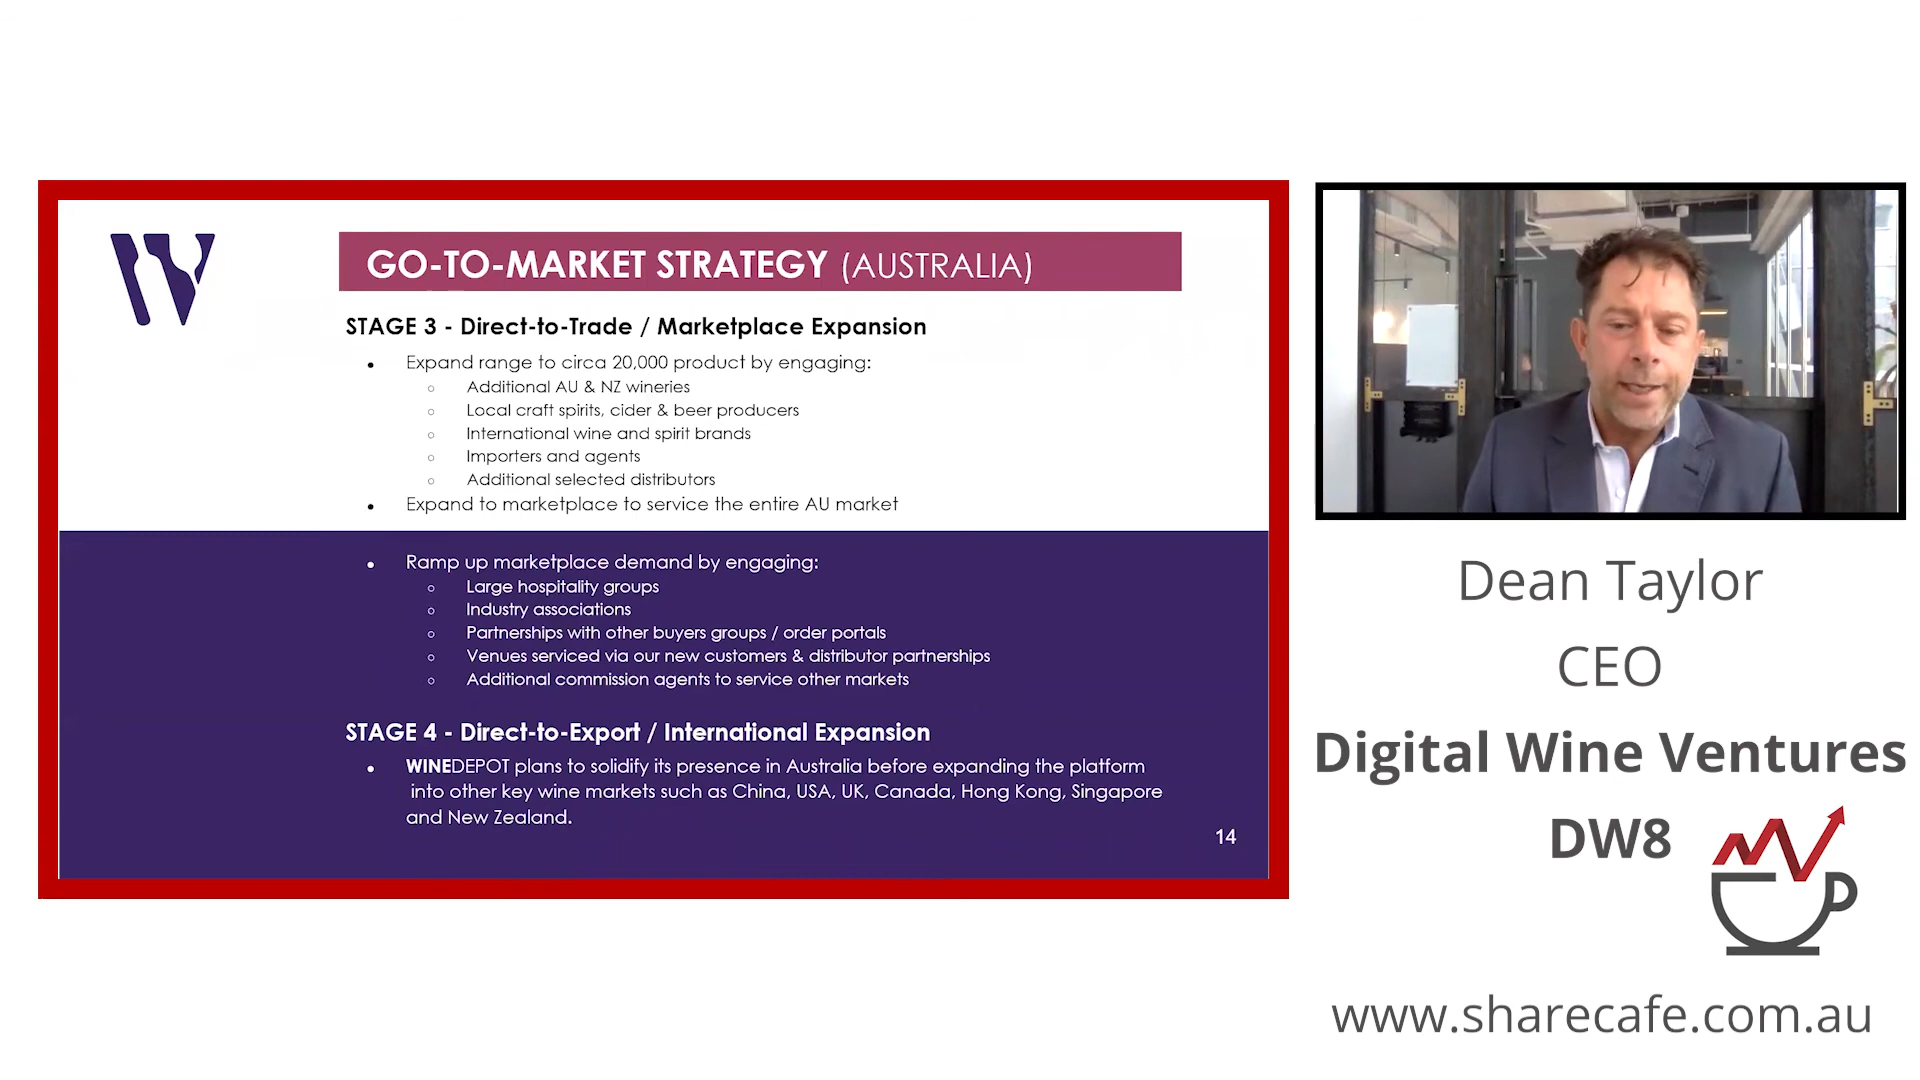 GO-TO-MARKET STRATEGY (AUSTRALIA)
STAGE 3 - Direct-to-Trade / Marketplace Expansion
Expand range to circa 20,000 product by engaging:
Additional AU & NZ wineries
Local craft spirits, cider & beer producers
International wine and spirit brands
Importers and agents
Additional selected distributors
Expand to marketplace to service the entire AU market
Ramp up marketplace demand by engaging:
Large hospitality groups
Industry associations
Partnerships with other buyers groups / order portals
Venues serviced via our new customers & distributor partnerships
Additional commission agents to service other markets
STAGE 4 - Direct-to-Export / International Expansion
WINEDEPOT plans to solidify its presence in Australia before expanding the platform
into other key wine markets such as China, USA, UK, Canada, Hong Kong, Singapore
and New Zealand.
14
Dean Taylor
CEO
Digital Wine Ventures
DW8
www.sharecafe.com.au